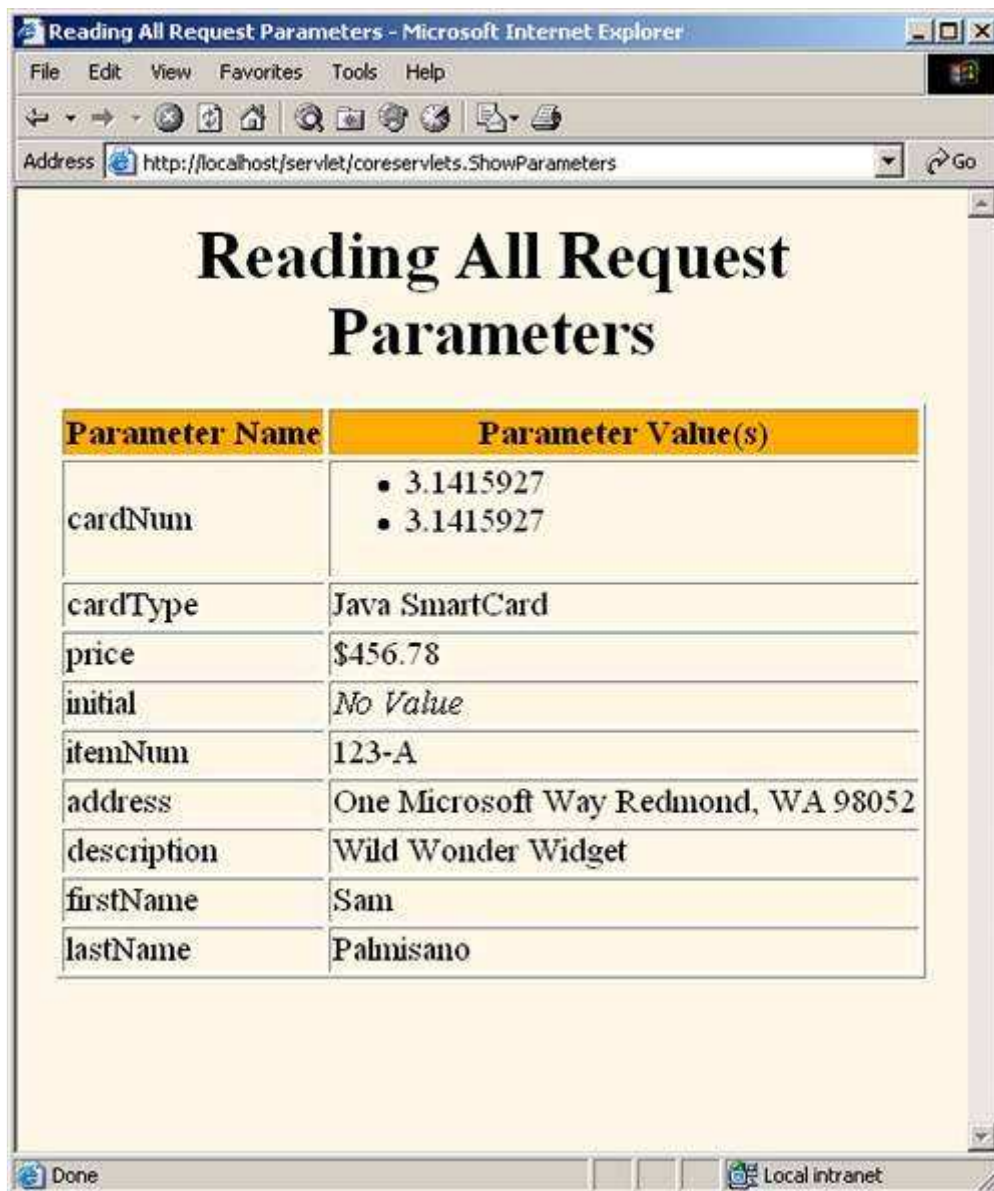 Reading All Request Parameters - Microsoft Internet Explorer
File Edit View Favorites Tools Help
Address http://localhost/servlet/coreservlets.ShowParameters Go
Reading All Request
Parameters
Parameter Name Parameter Value(s)
cardNum
• 3.1415927
• 3.1415927
cardType Java SmartCard
price $456.78
initial No Value
itemNum 123-A
address One Microsoft Way Redmond, WA 98052
description Wild Wonder Widget
firstName Sam
lastName Palmisano
Done Local intranet